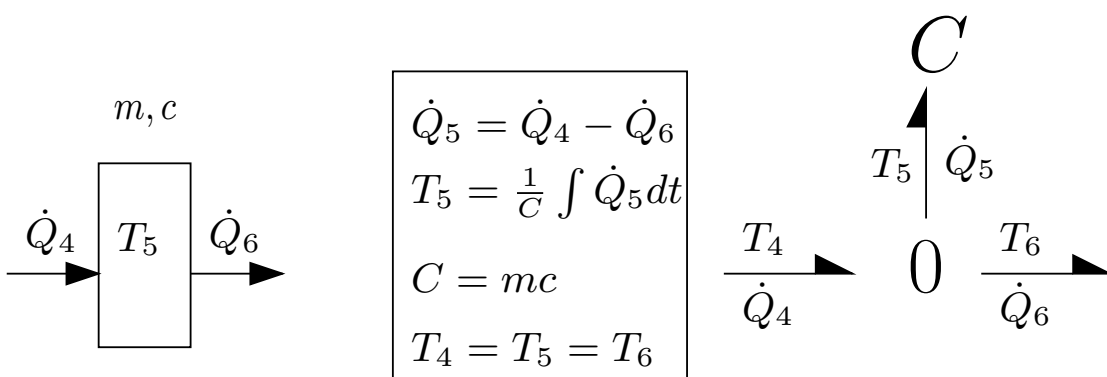 m, c
Q̇₄
T₅
Q̇₆
Q̇₅ = Q̇₄ − Q̇₆
T₅ = 1/C ∫ Q̇₅dt
C = mc
T₄ = T₅ = T₆
C
T₅ Q̇₅
T₄
Q̇₄
0
T₆
Q̇₆